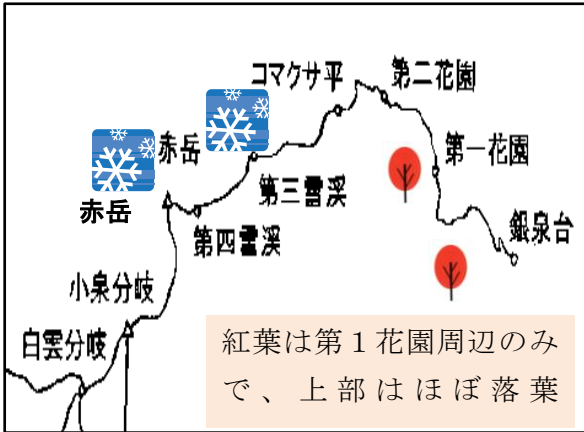 コマクサ平
第二花園
赤岳
第一花園
第三雪渓
赤岳
第四雪渓
銀泉台
小泉分岐
白雲分岐
紅葉は第１花園周辺のみ
で、上部はほぼ落葉